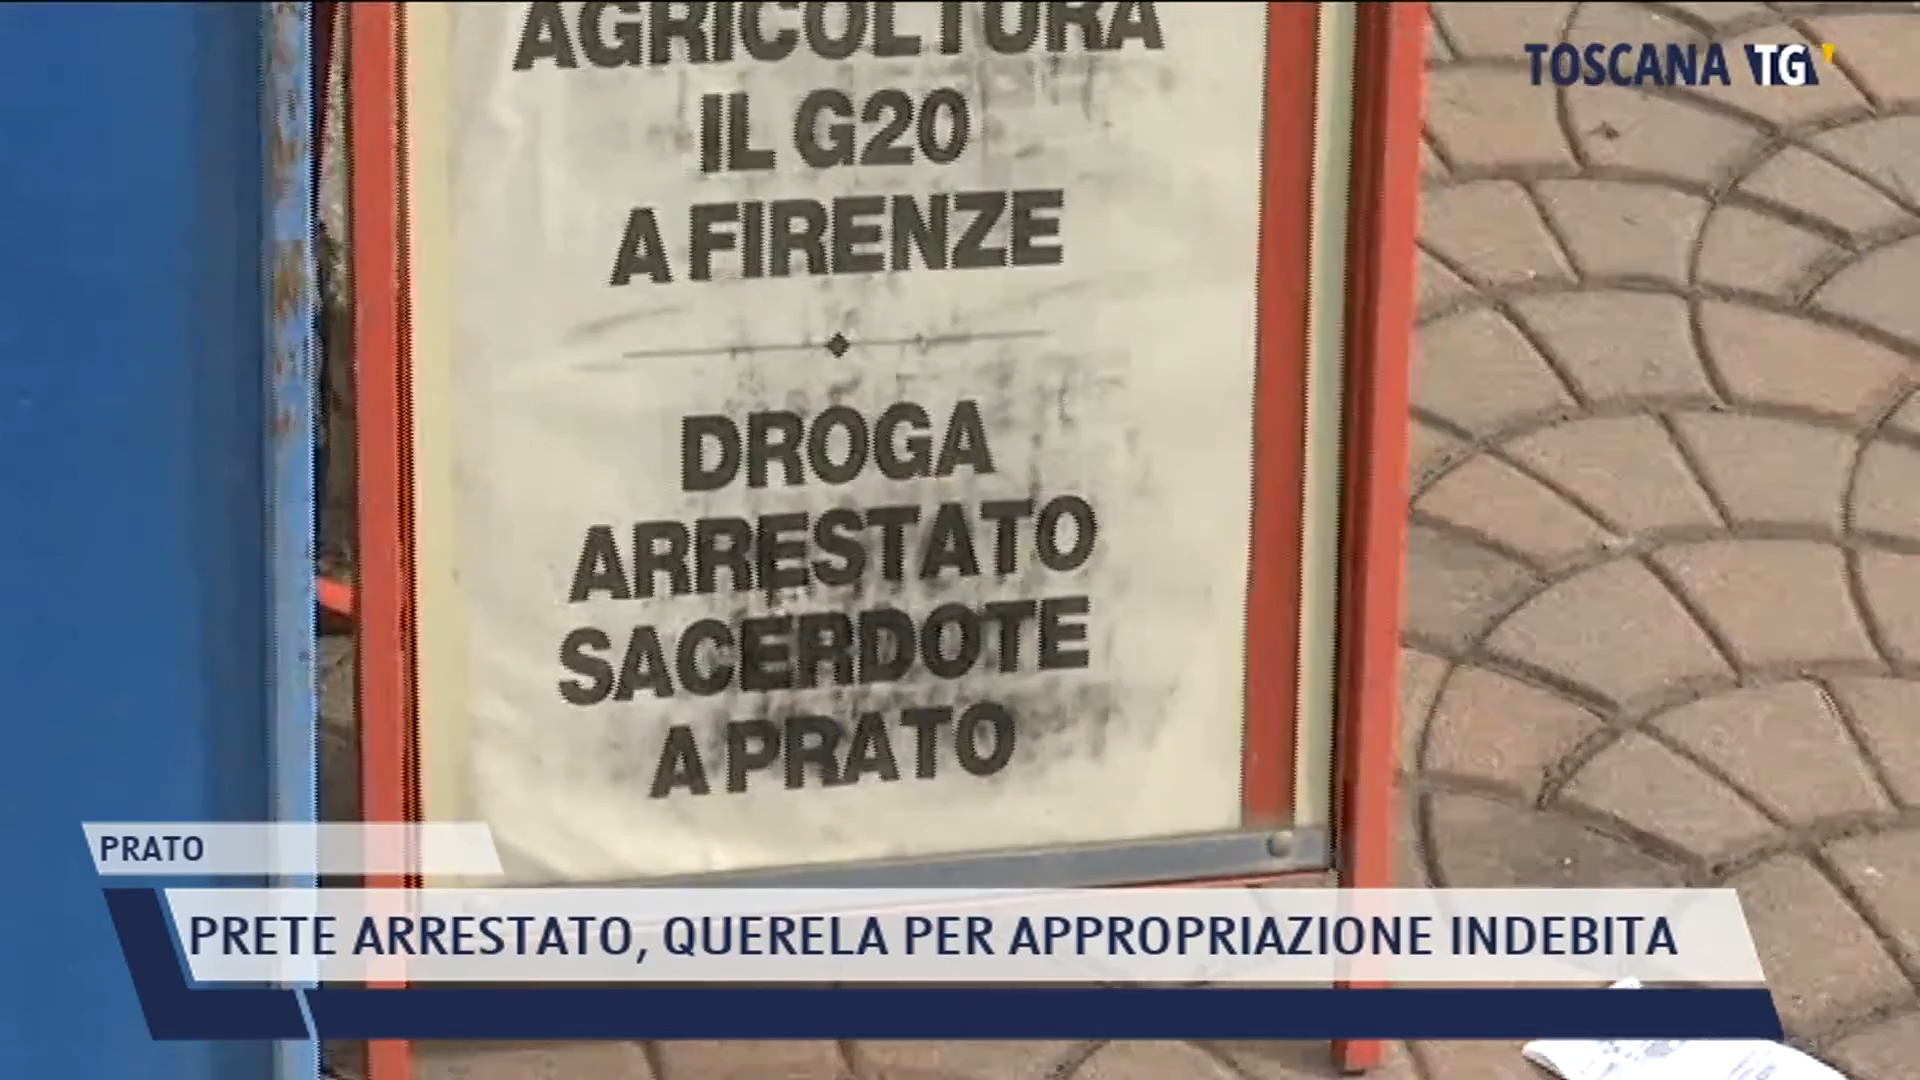 AGRICOLTURA
IL G20
A FIRENZE
DROGA
ARRESTATO
SACERDOTE
A PRATO
TOSCANA TG
PRATO
PRETE ARRESTATO, QUERELA PER APPROPRIAZIONE INDEBITA